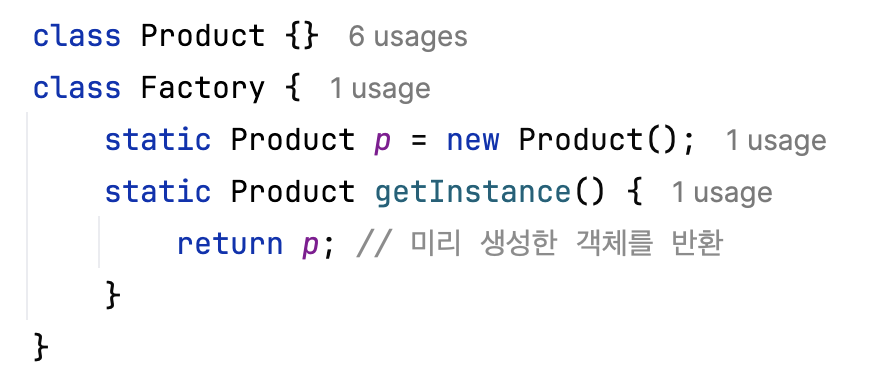 class Product {} 6 usages
class Factory { 1 usage
    static Product p = new Product(); 1 usage
    static Product getInstance() { 1 usage
        return p; // 미리 생성한 객체를 반환
    }
}